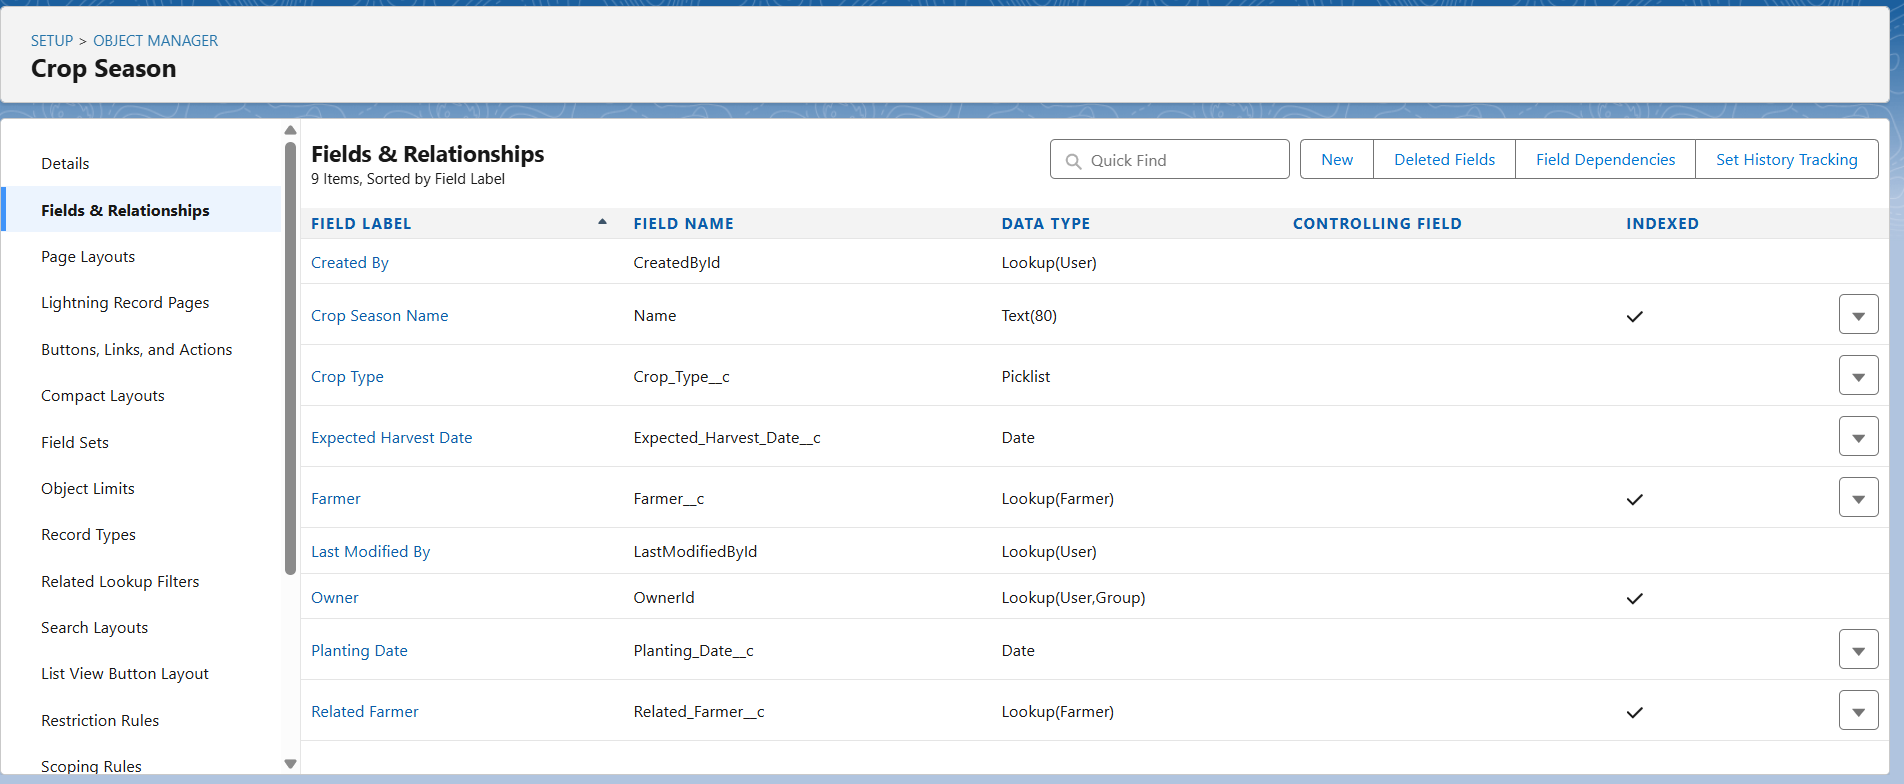 SETUP > OBJECT MANAGER
Crop Season
Details
Fields & Relationships
Page Layouts
Lightning Record Pages
Buttons, Links, and Actions
Compact Layouts
Field Sets
Object Limits
Record Types
Related Lookup Filters
Search Layouts
List View Button Layout
Restriction Rules
Scoping Rules
Fields & Relationships
9 Items, Sorted by Field Label
Quick Find
New
Deleted Fields
Field Dependencies
Set History Tracking
FIELD LABEL FIELD NAME DATA TYPE CONTROLLING FIELD INDEXED
Created By CreatedById Lookup(User)
Crop Season Name Name Text(80)
Crop Type Crop_Type__c Picklist
Expected Harvest Date Expected_Harvest_Date__c Date
Farmer Farmer__c Lookup(Farmer)
Last Modified By LastModifiedById Lookup(User)
Owner OwnerId Lookup(User,Group)
Planting Date Planting_Date__c Date
Related Farmer Related_Farmer__c Lookup(Farmer)